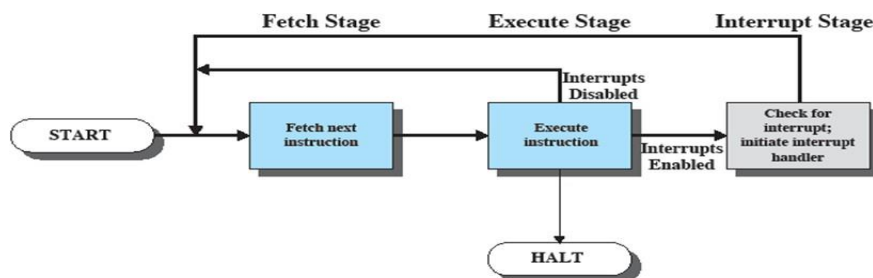 Fetch Stage
Execute Stage
Interrupt Stage
Interrupts
Disabled
START
Fetch next
instruction
Execute
instruction
Interrupts
Enabled
Check for
interrupt;
initiate interrupt
handler
HALT